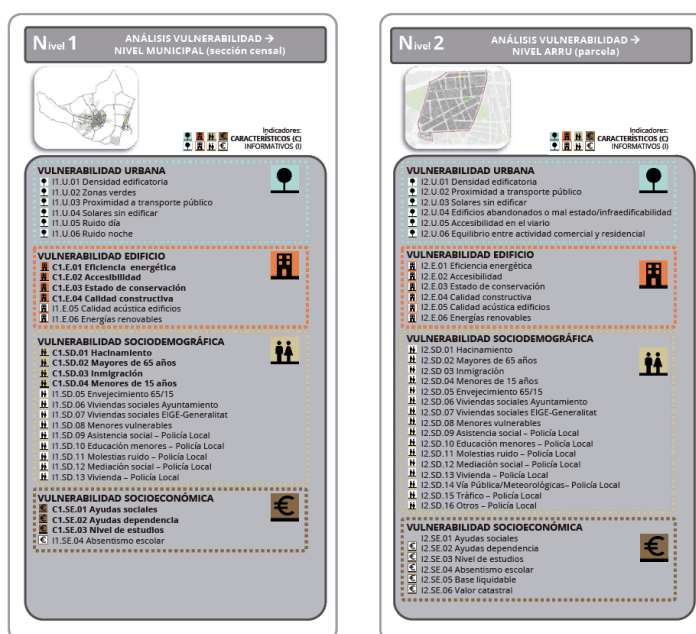 Nivel 1
ANÁLISIS VULNERABILIDAD →
NIVEL MUNICIPAL (sección censal)
Indicadores:
CARACTERÍSTICOS (C)
INFORMATIVOS (I)
VULNERABILIDAD URBANA
I1.U.01 Densidad edificatoria
I1.U.02 Zonas verdes
I1.U.03 Proximidad a transporte público
I1.U.04 Solares sin edificar
I1.U.05 Ruido día
I1.U.06 Ruido noche
VULNERABILIDAD EDIFICIO
C1.E.01 Eficiencia energética
C1.E.02 Accesibilidad
C1.E.03 Estado de conservación
C1.E.04 Calidad constructiva
I1.E.05 Calidad acústica edificios
I1.E.06 Energías renovables
VULNERABILIDAD SOCIODEMOGRÁFICA
C1.SD.01 Hacinamiento
C1.SD.02 Mayores de 65 años
C1.SD.03 Inmigración
C1.SD.04 Menores de 15 años
I1.SD.05 Envejecimiento 65/15
I1.SD.06 Viviendas sociales Ayuntamiento
I1.SD.07 Viviendas sociales EIGE-Generalitat
I1.SD.08 Menores vulnerables
I1.SD.09 Asistencia social – Policía Local
I1.SD.10 Educación menores – Policía Local
I1.SD.11 Molestias ruido – Policía Local
I1.SD.12 Mediación social – Policía Local
I1.SD.13 Vivienda – Policía Local
VULNERABILIDAD SOCIOECONÓMICA
C1.SE.01 Ayudas sociales
C1.SE.02 Ayudas dependencia
C1.SE.03 Nivel de estudios
I1.SE.04 Absentismo escolar
Nivel 2
ANÁLISIS VULNERABILIDAD →
NIVEL ARRU (parcela)
Indicadores:
CARACTERÍSTICOS (C)
INFORMATIVOS (I)
VULNERABILIDAD URBANA
I2.U.01 Densidad edificatoria
I2.U.02 Proximidad a transporte público
I2.U.03 Solares sin edificar
I2.U.04 Edificios abandonados o mal estado/infraedificabilidad
I2.U.05 Accesibilidad en el viario
I2.U.06 Equilibrio entre actividad comercial y residencial
VULNERABILIDAD EDIFICIO
I2.E.01 Eficiencia energética
I2.E.02 Accesibilidad
I2.E.03 Estado de conservación
I2.E.04 Calidad constructiva
I2.E.05 Calidad acústica edificios
I2.E.06 Energías renovables
VULNERABILIDAD SOCIODEMOGRÁFICA
I2.SD.01 Hacinamiento
I2.SD.02 Mayores de 65 años
I2.SD 03 Inmigración
I2.SD.04 Menores de 15 años
I2.SD.05 Envejecimiento 65/15
I2.SD.06 Viviendas sociales Ayuntamiento
I2.SD.07 Viviendas sociales EIGE-Generalitat
I2.SD.08 Menores vulnerables
I2.SD.09 Asistencia social – Policía Local
I2.SD.10 Educación menores – Policía Local
I2.SD.11 Molestias ruido – Policía Local
I2.SD.12 Mediación social – Policía Local
I2.SD.13 Vivienda – Policía Local
I2.SD.14 Vía Pública/Meteorológicas– Policía Local
I2.SD.15 Tráfico – Policía Local
I2.SD.16 Otros – Policía Local
VULNERABILIDAD SOCIOECONÓMICA
I2.SE.01 Ayudas sociales
I2.SE.02 Ayudas dependencia
I2.SE.03 Nivel de estudios
I2.SE.04 Absentismo escolar
I2.SE.05 Base liquidable
I2.SE.06 Valor catastral